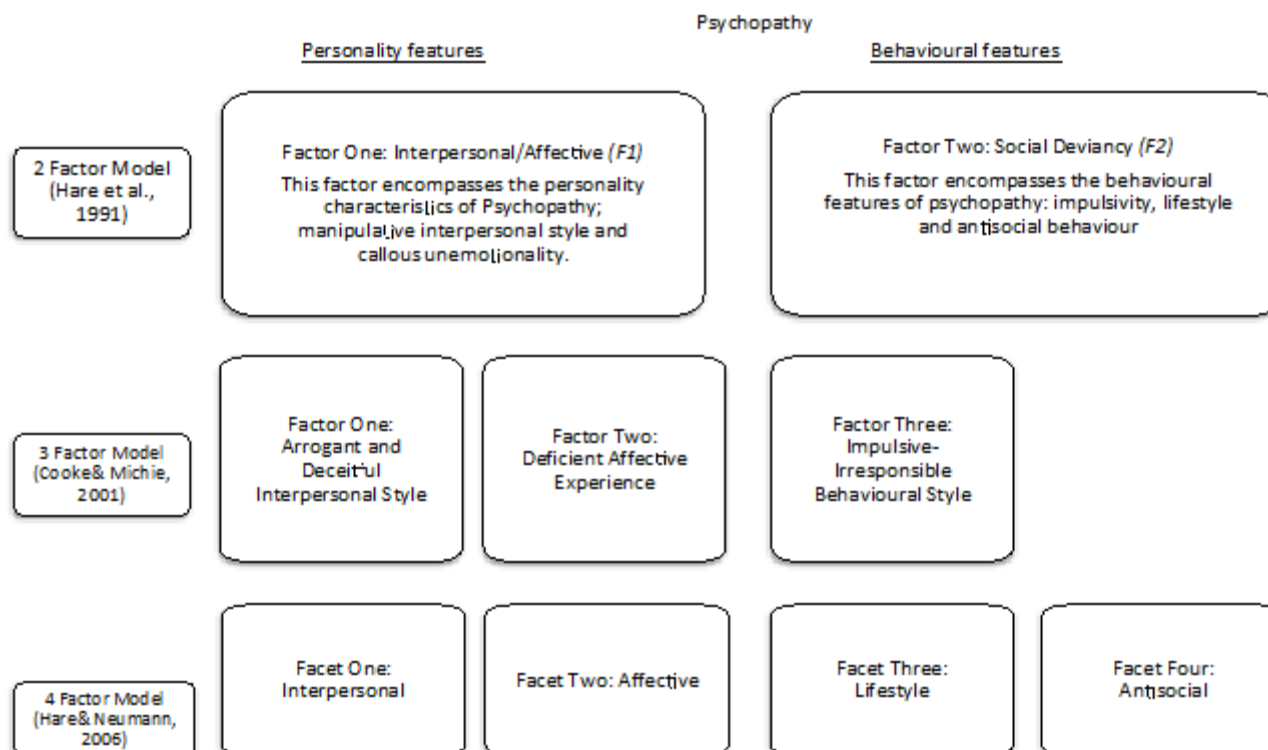 Psychopathy
Personality features
Behavioural features
2 Factor Model
(Hare et al.,
1991)
Factor One: Interpersonal/Affective (F1)
This factor encompasses the personality
characteristics of Psychopathy;
manipulative interpersonal style and
callous unemotionality.
Factor Two: Social Deviancy (F2)
This factor encompasses the behavioural
features of psychopathy: impulsivity, lifestyle
and antisocial behaviour
3 Factor Model
(Cooke& Michie,
2001)
Factor One:
Arrogant and
Deceitful
Interpersonal Style
Factor Two:
Deficient Affective
Experience
Factor Three:
Impulsive-
Irresponsible
Behavioural Style
4 Factor Model
(Hare& Neumann,
2006)
Facet One:
Interpersonal
Facet Two: Affective
Facet Three:
Lifestyle
Facet Four:
Antisocial